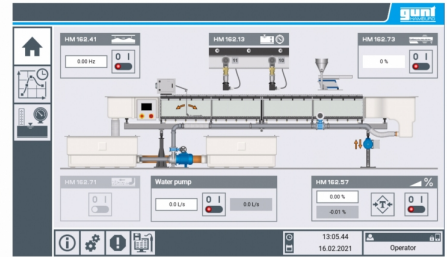 gunt
HAMBURG
HM 162.41
0.00 Hz
0 I
HM 162.13
HM 162.73
0 %
0 I
HM 162.71
0 I
Water pump
0.0 L/s
0 I
0.0 L/s
HM 162.57
%
0.00 %
-0.01 %
T
0 I
13:05.44
16.02.2021
Operator